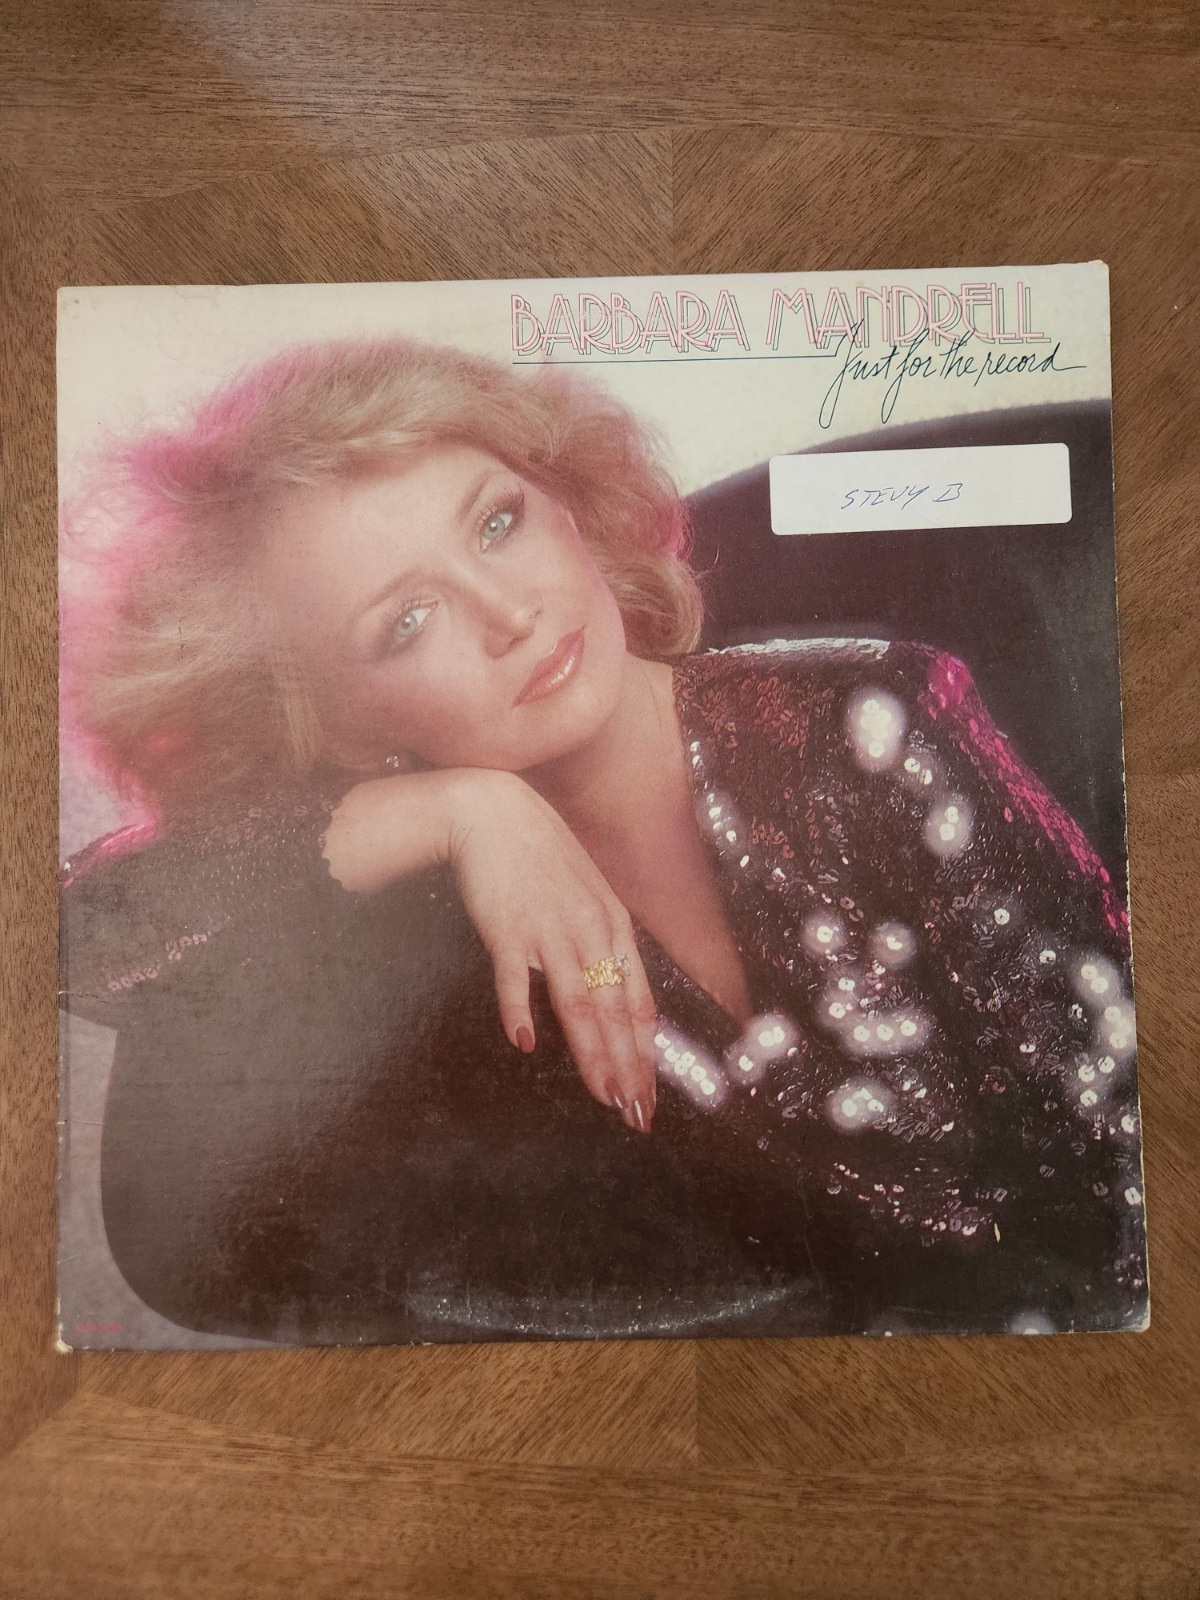 BARBARA MANDRELL
Just for the record
STEVY B